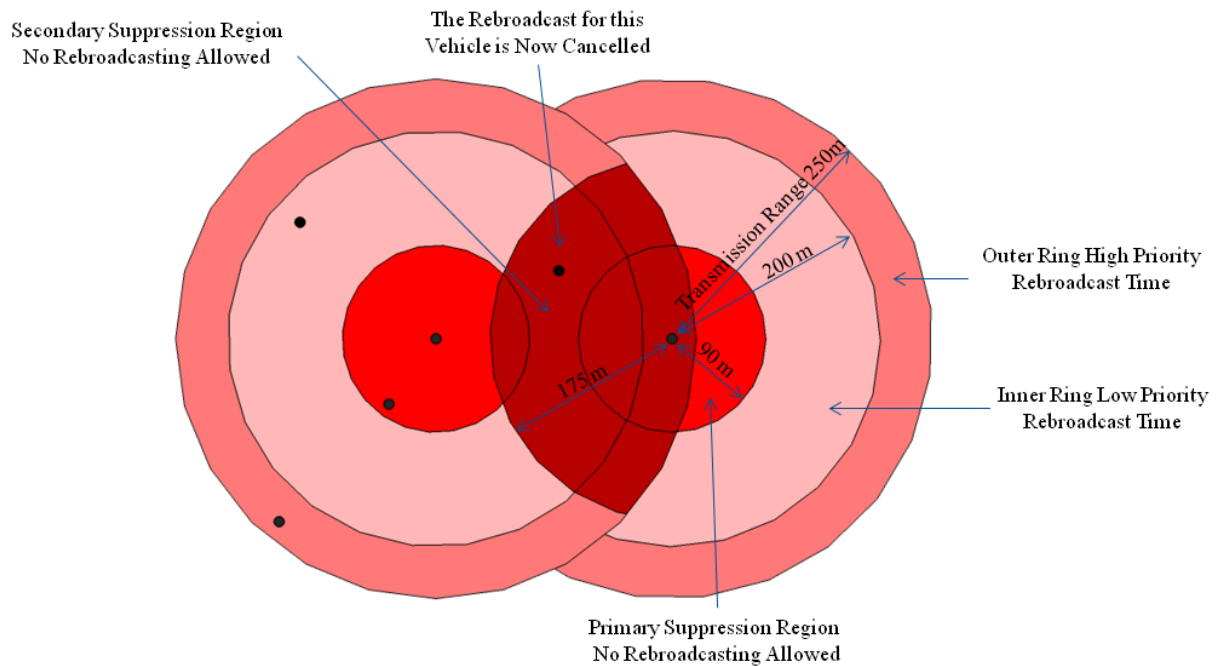 The Rebroadcast for this
Vehicle is Now Cancelled
Secondary Suppression Region
No Rebroadcasting Allowed
Transmission Range 250m
200 m
Outer Ring High Priority
Rebroadcast Time
90 m
175 m
Inner Ring Low Priority
Rebroadcast Time
Primary Suppression Region
No Rebroadcasting Allowed